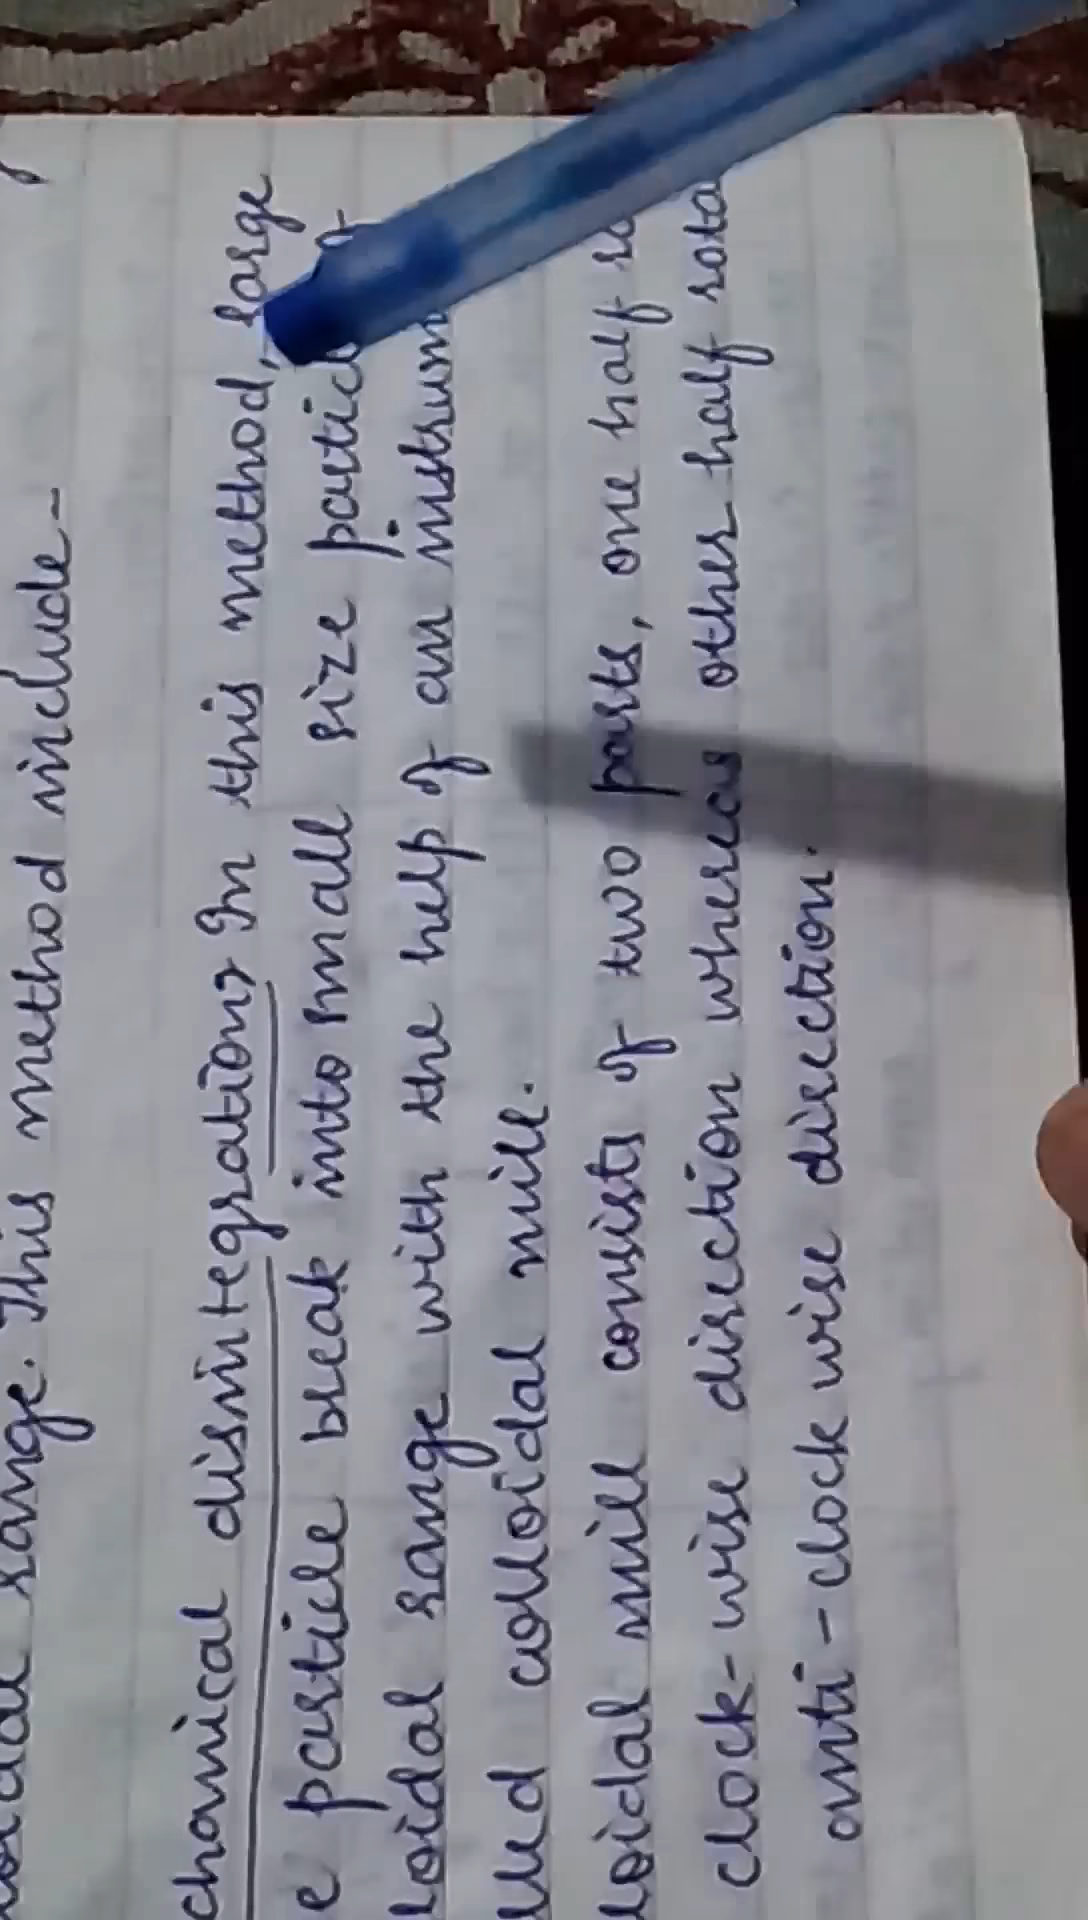 range. This method include-
chanical disintegration→ In this method, large
e particle break into small size particle
loidal range with the help of an instrum
lled colloidal mill.
loidal mill consists of two parts, one half ro
clock-wise direction whereas other half rota
anti-clock wise direction.